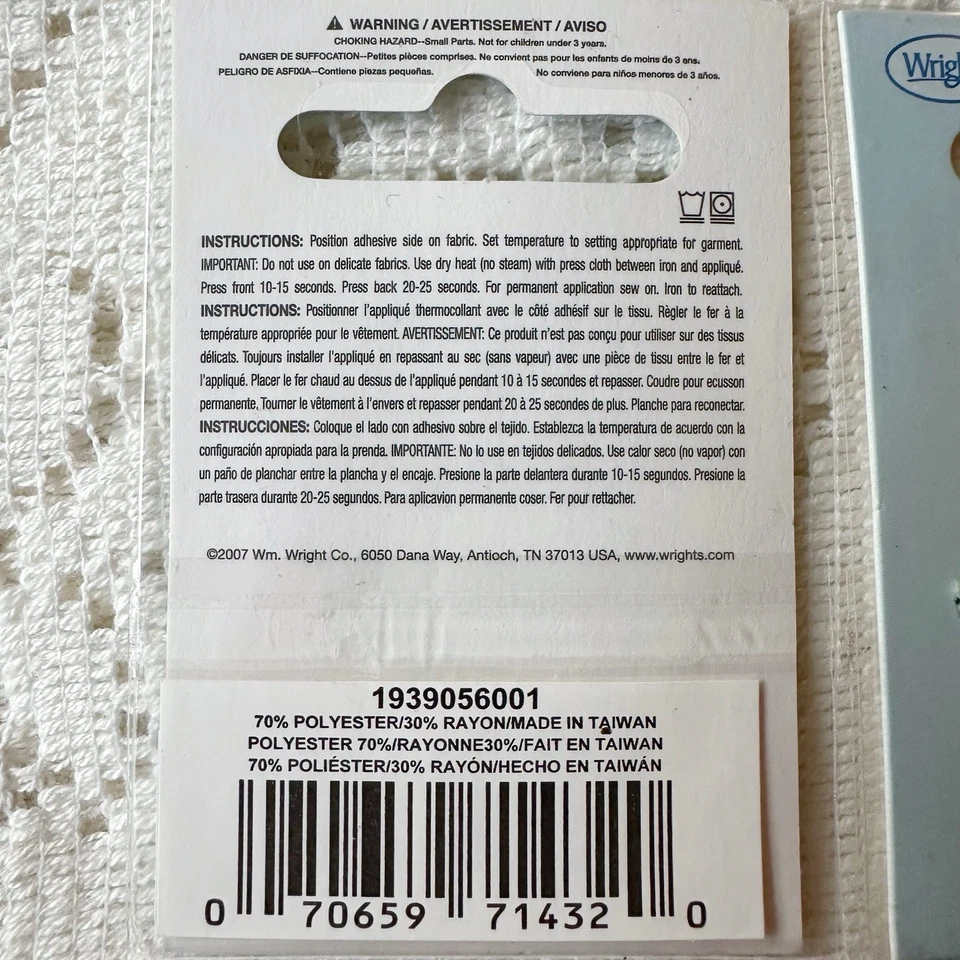 ⚠ WARNING / AVERTISSEMENT / AVISO
CHOKING HAZARD--Small Parts. Not for children under 3 years.
DANGER DE SUFFOCATION--Petites pièces comprises. Ne convient pas pour les enfants de moins de 3 ans.
PELIGRO DE ASFIXIA--Contiene piezas pequeñas. No conviene para niños menores de 3 años.
INSTRUCTIONS: Position adhesive side on fabric. Set temperature to setting appropriate for garment.
IMPORTANT: Do not use on delicate fabrics. Use dry heat (no steam) with press cloth between iron and appliqué.
Press front 10-15 seconds. Press back 20-25 seconds. For permanent application sew on. Iron to reattach.
INSTRUCTIONS: Positionner l'appliqué thermocollant avec le côté adhésif sur le tissu. Règler le fer à la
température appropriée pour le vêtement. AVERTISSEMENT: Ce produit n'est pas conçu pour utiliser sur des tissus
délicats. Toujours installer l'appliqué en repassant au sec (sans vapeur) avec une pièce de tissu entre le fer et
l'appliqué. Placer le fer chaud au dessus de l'appliqué pendant 10 à 15 secondes et repasser. Coudre pour ecusson
permanente. Tourner le vêtement à l'envers et repasser pendant 20 à 25 secondes de plus. Planche para reconectar.
INSTRUCCIONES: Coloque el lado con adhesivo sobre el tejido. Establezca la temperatura de acuerdo con la
configuración apropiada para la prenda. IMPORTANTE: No lo use en tejidos delicados. Use calor seco (no vapor) con
un paño de planchar entre la plancha y el encaje. Presione la parte delantera durante 10-15 segundos. Presione la
parte trasera durante 20-25 segundos. Para aplicavion permanente coser. Fer pour rettacher.
©2007 Wm. Wright Co., 6050 Dana Way, Antioch, TN 37013 USA, www.wrights.com
1939056001
70% POLYESTER/30% RAYON/MADE IN TAIWAN
POLYESTER 70%/RAYONNE30%/FAIT EN TAIWAN
70% POLIÉSTER/30% RAYÓN/HECHO EN TAIWÁN
0 70659 71432 0